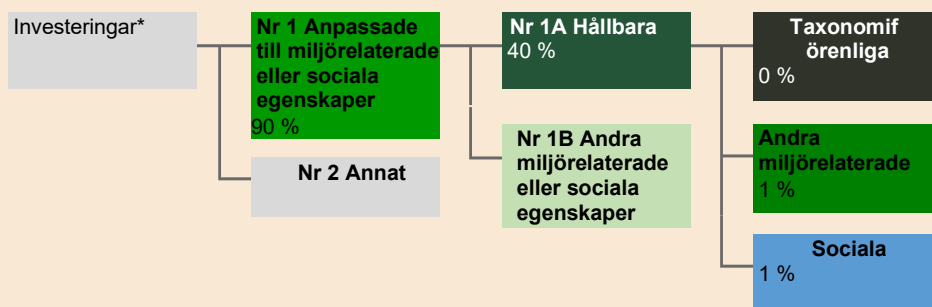 Investeringar*
Nr 1 Anpassade
till miljörelaterade
eller sociala
egenskaper
90 %
Nr 2 Annat
Nr 1A Hållbara
40 %
Nr 1B Andra
miljörelaterade
eller sociala
egenskaper
Taxonomif
örenliga
0 %
Andra
miljörelaterade
1 %
Sociala
1 %